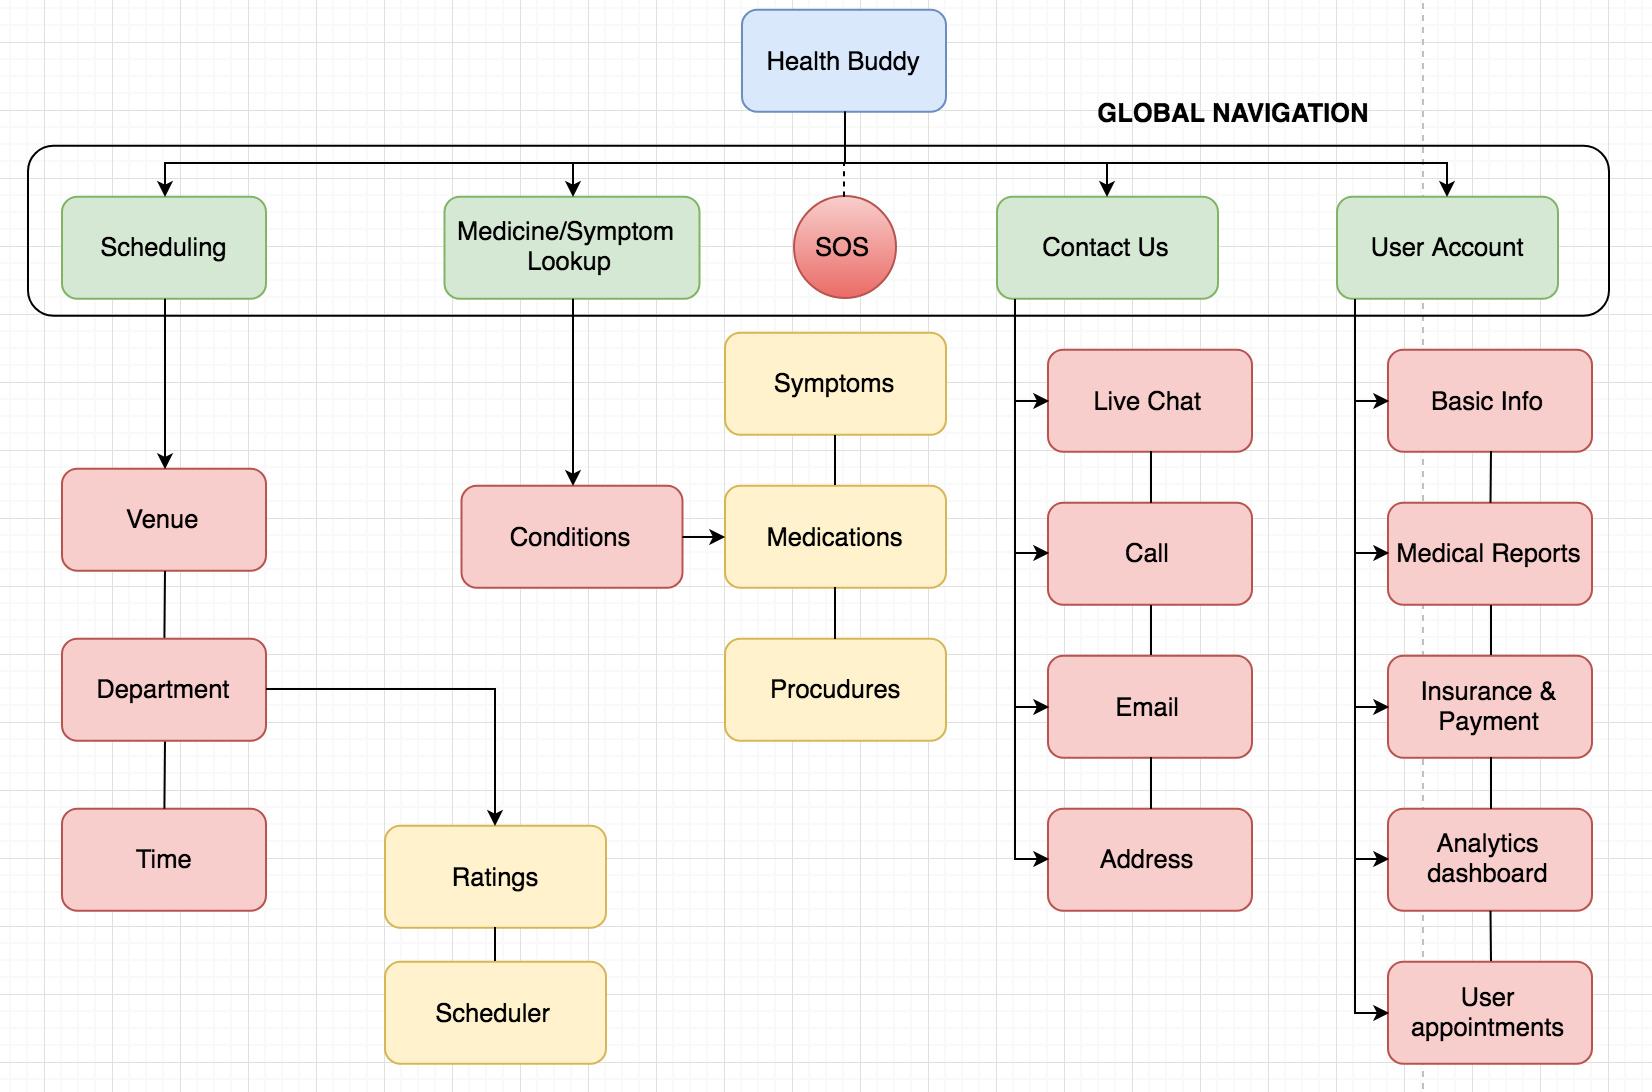 Health Buddy
GLOBAL NAVIGATION
Scheduling
Medicine/Symptom
Lookup
SOS
Contact Us
User Account
Venue
Department
Time
Ratings
Scheduler
Conditions
Symptoms
Medications
Procudures
Live Chat
Call
Email
Address
Basic Info
Medical Reports
Insurance &
Payment
Analytics
dashboard
User
appointments